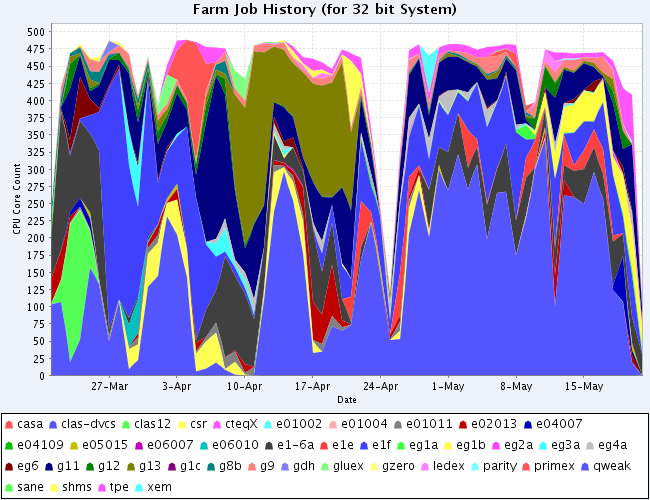 Farm Job History (for 32 bit System)
500
475
450
425
400
375
350
325
300
275
250
225
200
175
150
125
100
75
50
25
0
CPU Core Count
27-Mar 3-Apr 10-Apr 17-Apr 24-Apr 1-May 8-May 15-May
Date
casa clas-dvcs clas12 csr cteqX e01002 e01004 e01011 e02013 e04007
e04109 e05015 e06007 e06010 e1-6a e1e e1f eg1a eg1b eg2a eg3a eg4a
eg6 g11 g12 g13 g1c g8b g9 gdh gluex gzero ledex parity primex qweak
sane shms tpe xem